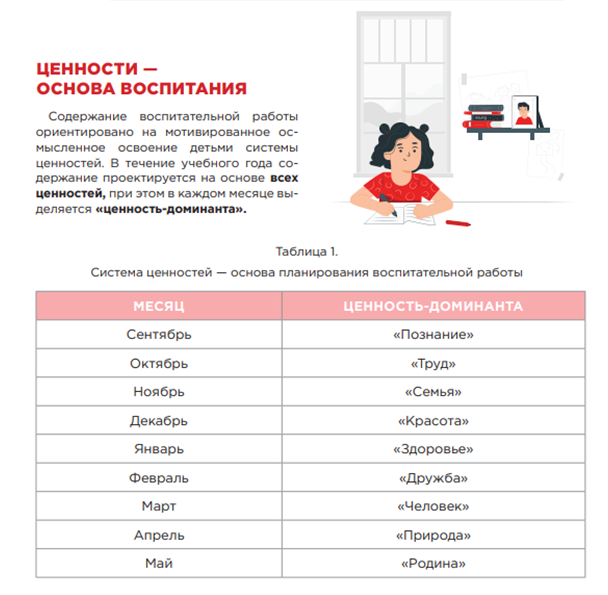 ЦЕННОСТИ —
ОСНОВА ВОСПИТАНИЯ
Содержание воспитательной работы
ориентировано на мотивированное ос-
мысленное освоение детьми системы
ценностей. В течение учебного года со-
держание проектируется на основе всех
ценностей, при этом в каждом месяце вы-
деляется «ценность-доминанта».
Таблица 1.
Система ценностей — основа планирования воспитательной работы
МЕСЯЦ ЦЕННОСТЬ-ДОМИНАНТА
Сентябрь «Познание»
Октябрь «Труд»
Ноябрь «Семья»
Декабрь «Красота»
Январь «Здоровье»
Февраль «Дружба»
Март «Человек»
Апрель «Природа»
Май «Родина»